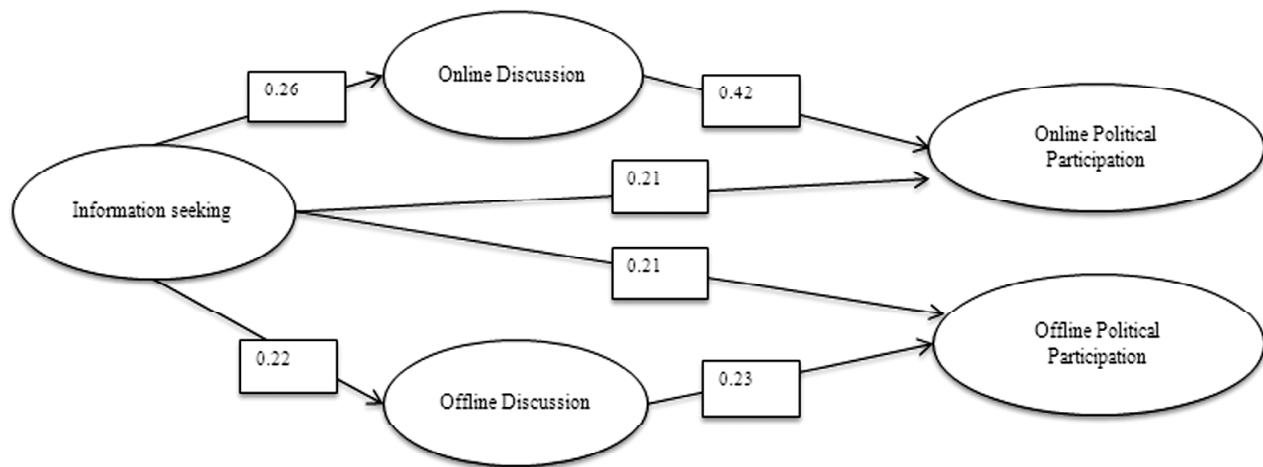 0.26
Online Discussion
0.42
Online Political
Participation
0.21
Information seeking
0.21
Offline Political
Participation
0.22
0.23
Offline Discussion